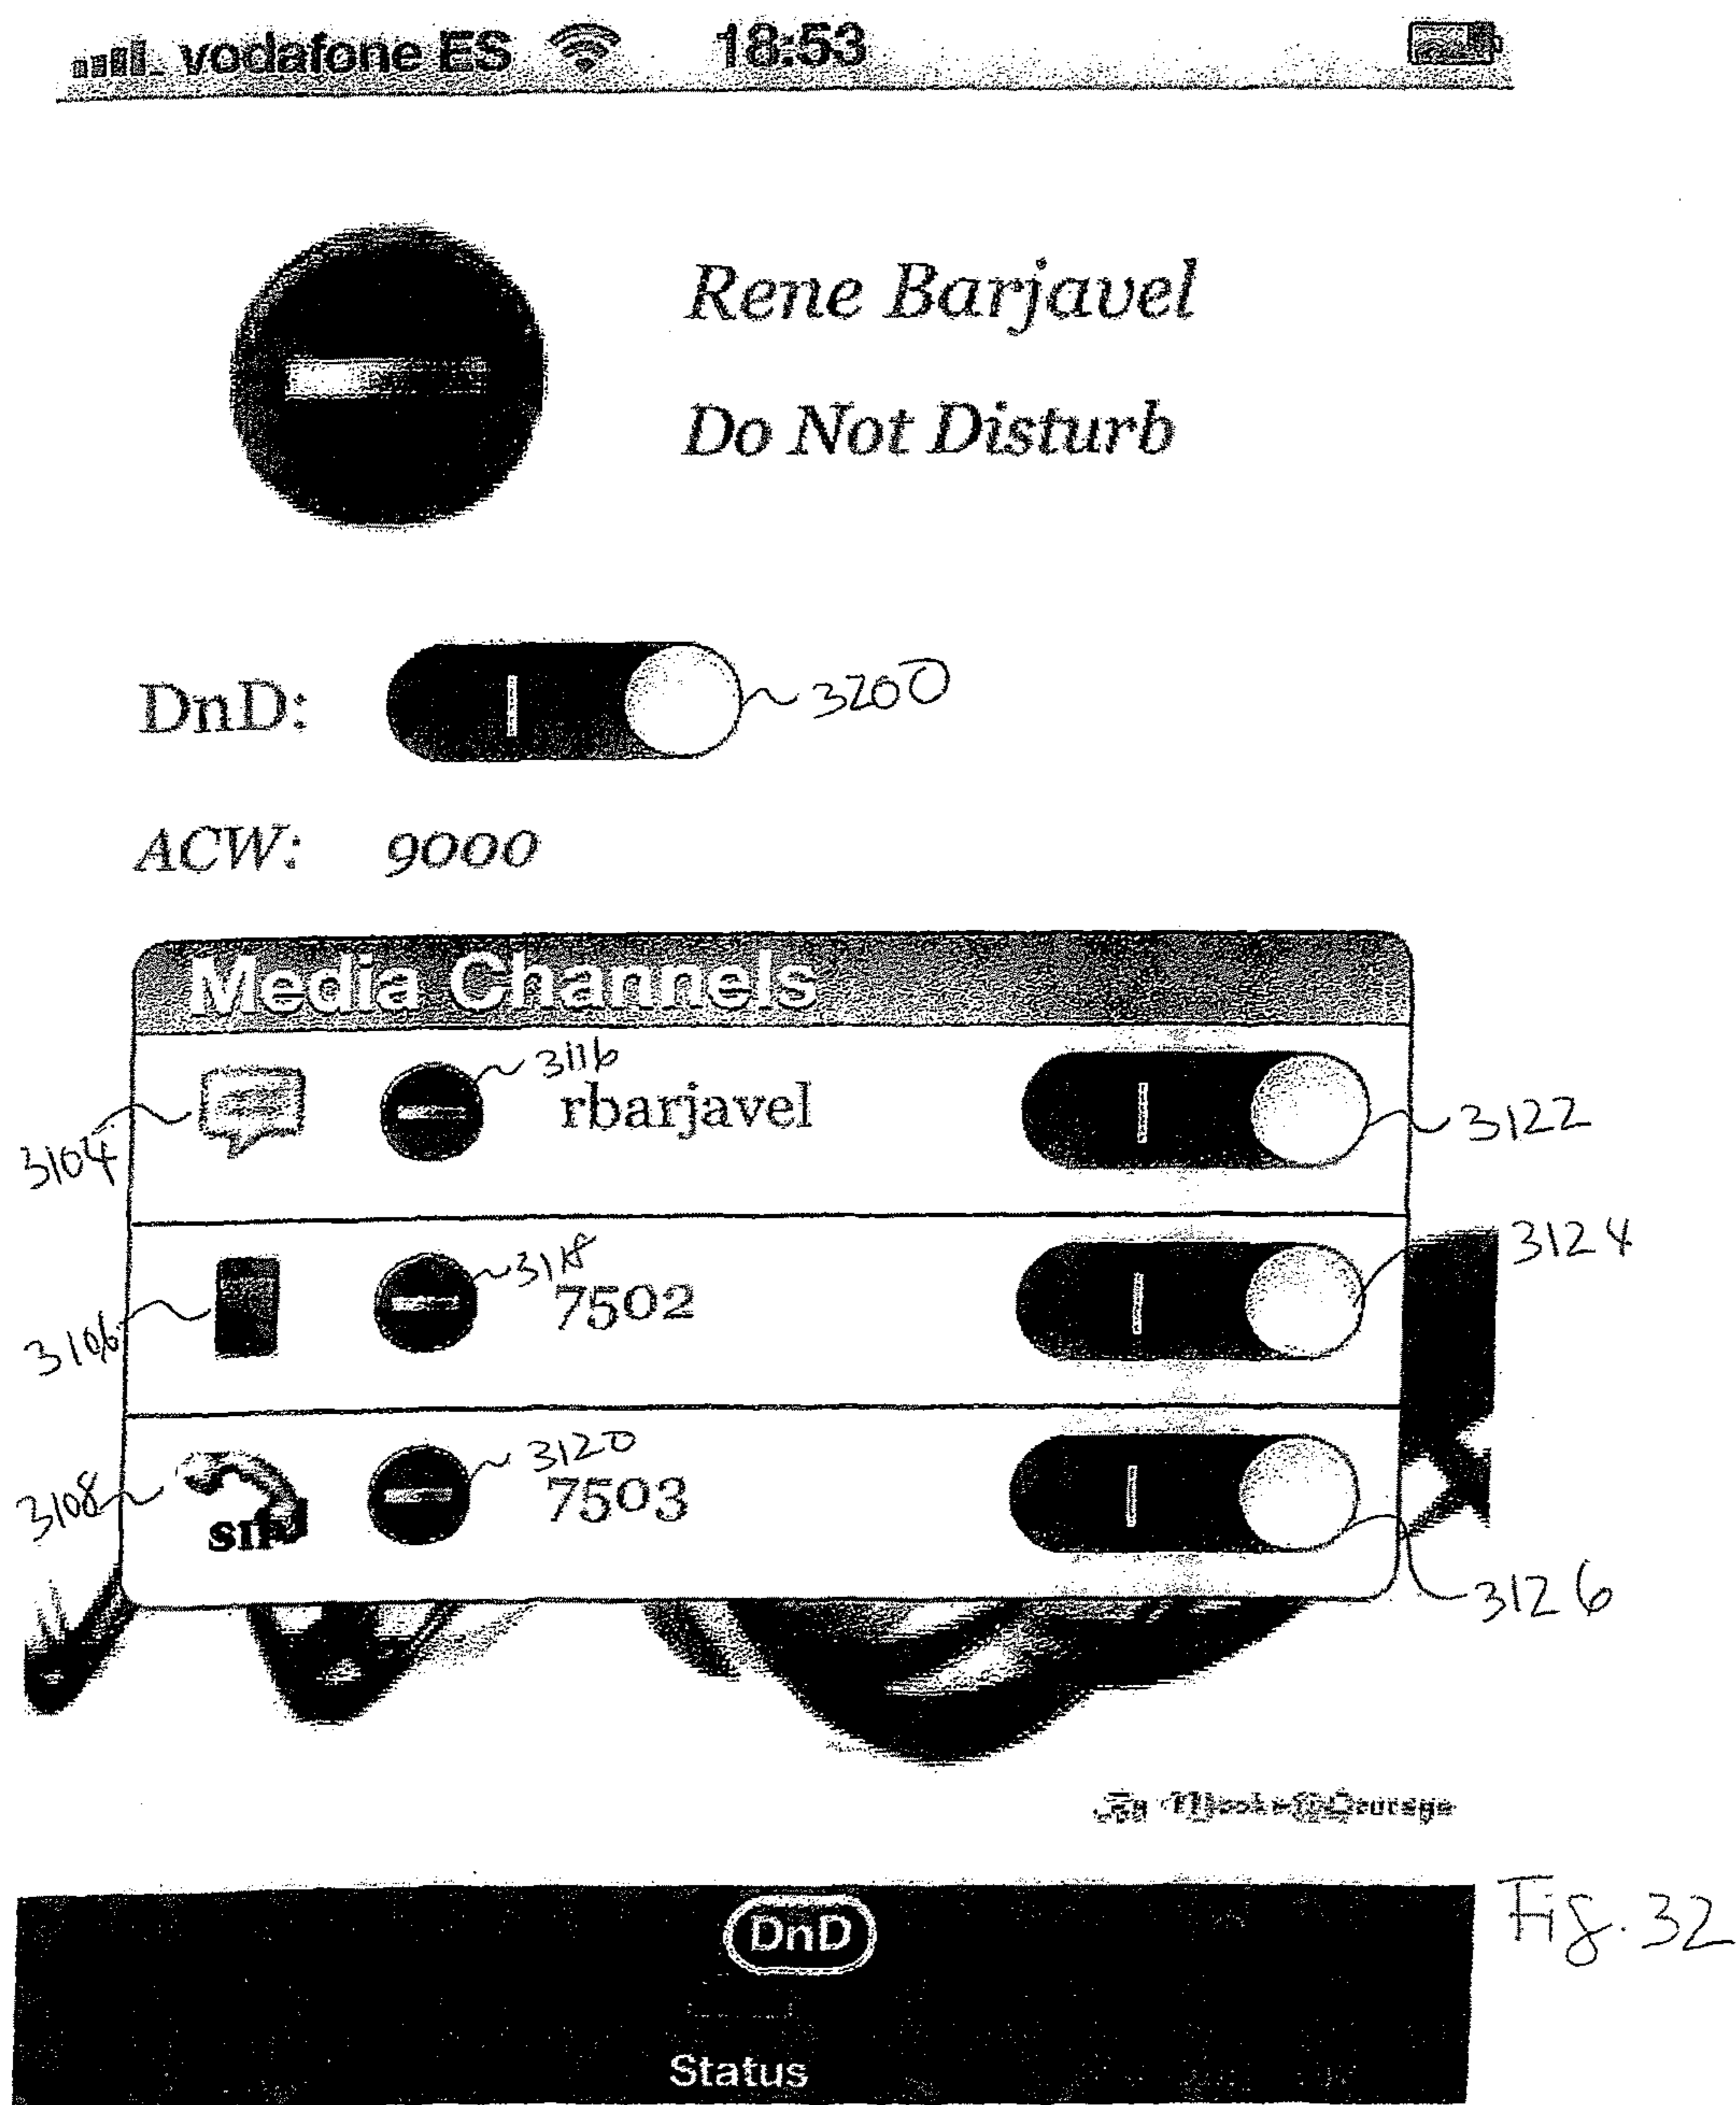 vodafone ES 18:53
Rene Barjavel
Do Not Disturb
DnD: 3200
ACW: 9000
Media Channels
3104 3116 rbarjavel 3122
3106 3118 7502 3124
3108 SIP 3120 7503 3126
DnD
Status
Fig. 32